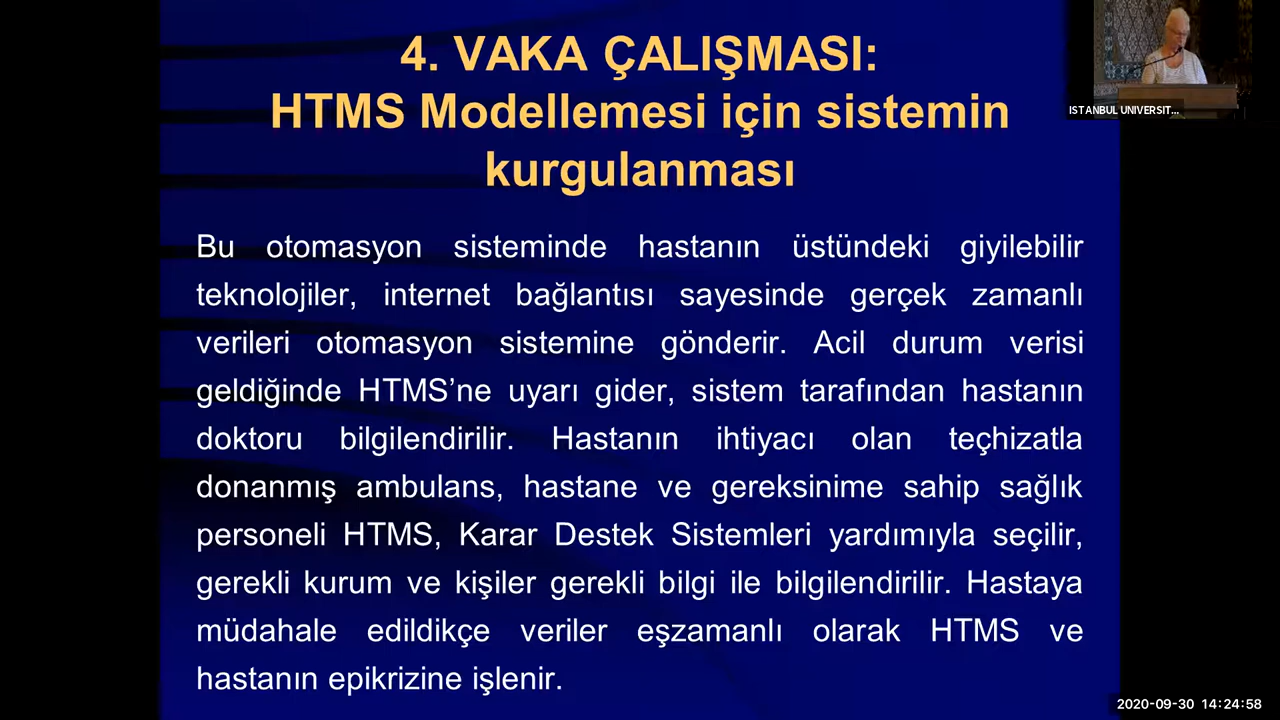 4. VAKA ÇALIŞMASI:
HTMS Modellemesi için sistemin
kurgulanması
ISTANBUL UNIVERSIT...
Bu otomasyon sisteminde hastanın üstündeki giyilebilir
teknolojiler, internet bağlantısı sayesinde gerçek zamanlı
verileri otomasyon sistemine gönderir. Acil durum verisi
geldiğinde HTMS’ne uyarı gider, sistem tarafından hastanın
doktoru bilgilendirilir. Hastanın ihtiyacı olan teçhizatla
donanmış ambulans, hastane ve gereksinime sahip sağlık
personeli HTMS, Karar Destek Sistemleri yardımıyla seçilir,
gerekli kurum ve kişiler gerekli bilgi ile bilgilendirilir. Hastaya
müdahale edildikçe veriler eşzamanlı olarak HTMS ve
hastanın epikrizine işlenir.
2020-09-30 14:24:58